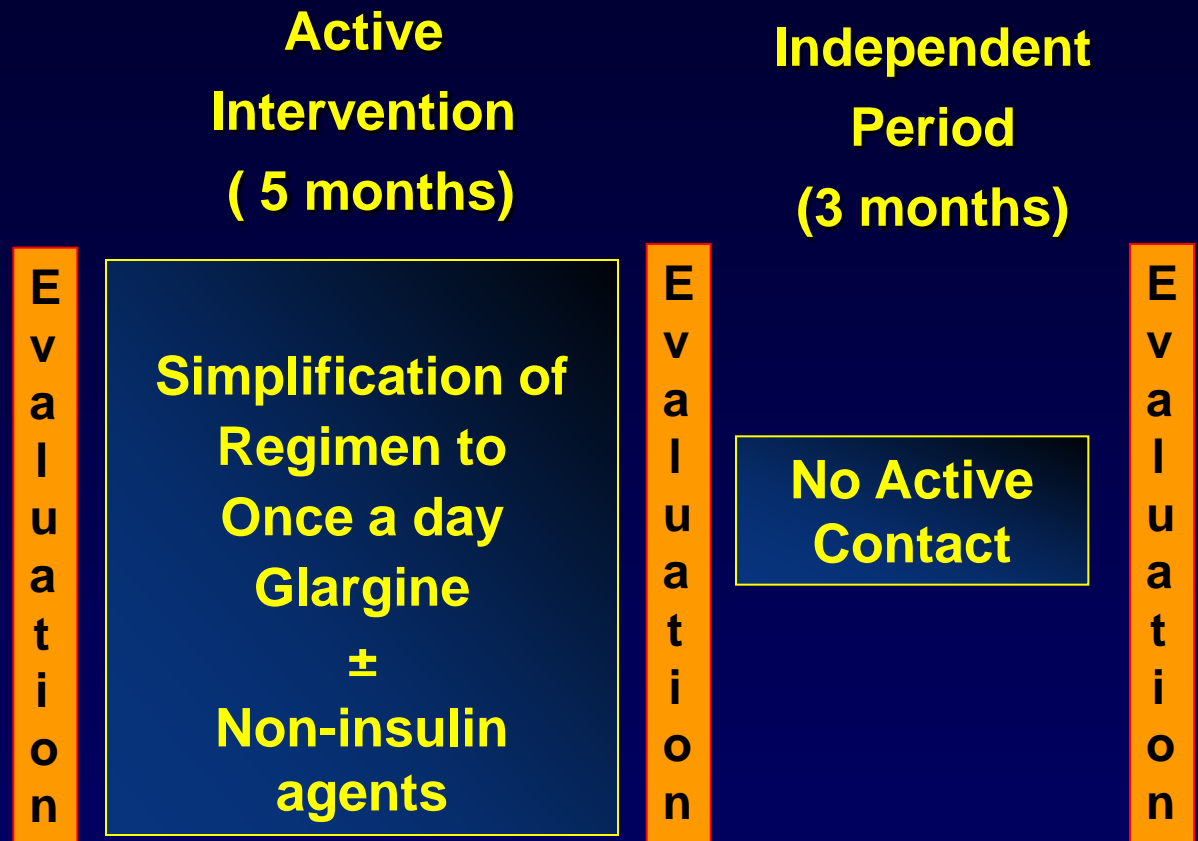 Active
Intervention
( 5 months)
Independent
Period
(3 months)
Evaluation
Simplification of
Regimen to
Once a day
Glargine
±
Non-insulin
agents
Evaluation
No Active
Contact
Evaluation